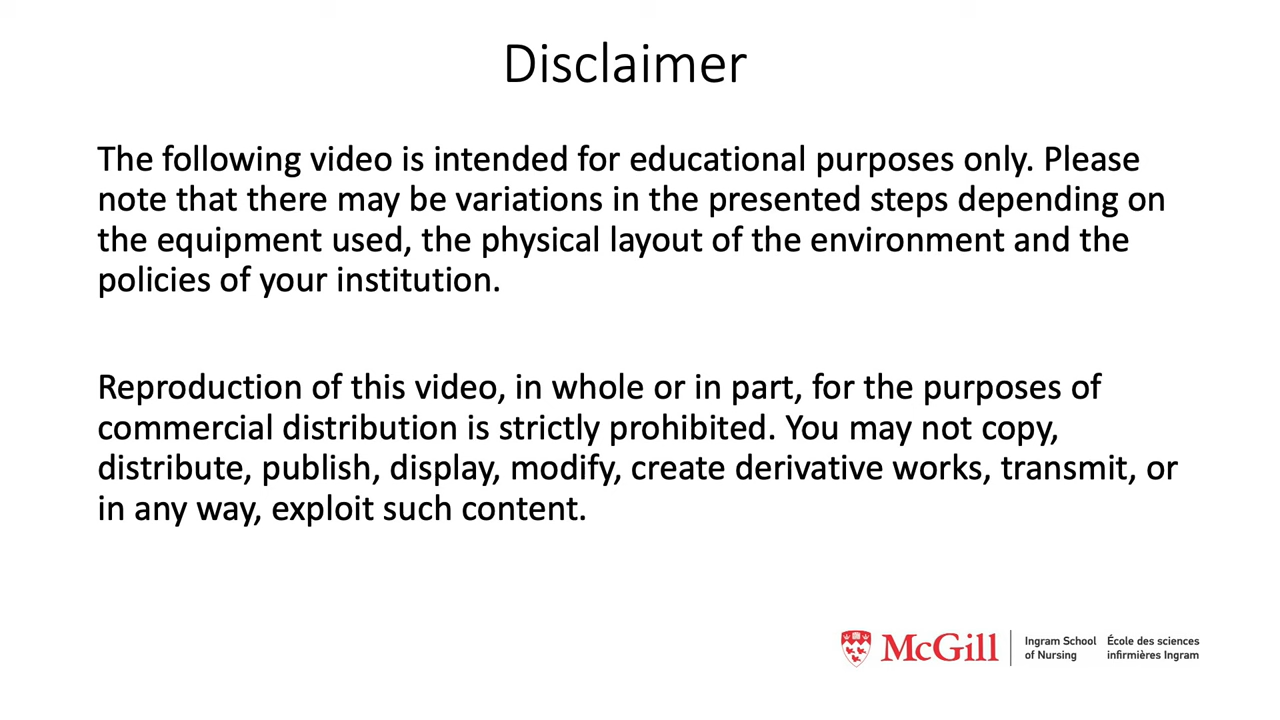 Disclaimer
The following video is intended for educational purposes only. Please
note that there may be variations in the presented steps depending on
the equipment used, the physical layout of the environment and the
policies of your institution.
Reproduction of this video, in whole or in part, for the purposes of
commercial distribution is strictly prohibited. You may not copy,
distribute, publish, display, modify, create derivative works, transmit, or
in any way, exploit such content.
McGill
Ingram School
of Nursing
École des sciences
infirmières Ingram